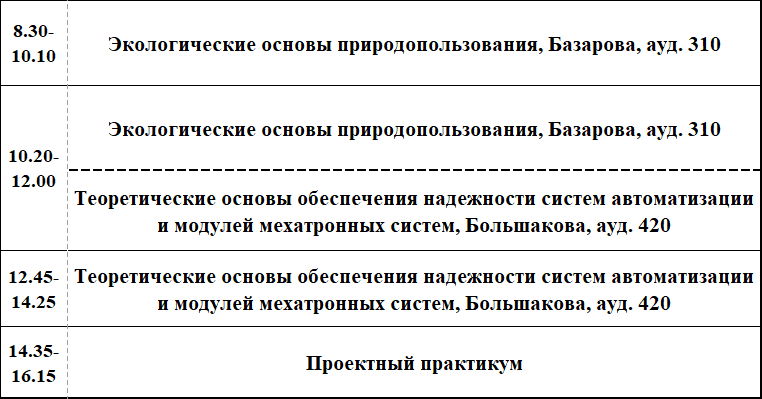 8.30-
10.10
Экологические основы природопользования, Базарова, ауд. 310
10.20-
12.00
Экологические основы природопользования, Базарова, ауд. 310
Теоретические основы обеспечения надежности систем автоматизации
и модулей мехатронных систем, Большакова, ауд. 420
12.45-
14.25
Теоретические основы обеспечения надежности систем автоматизации
и модулей мехатронных систем, Большакова, ауд. 420
14.35-
16.15
Проектный практикум